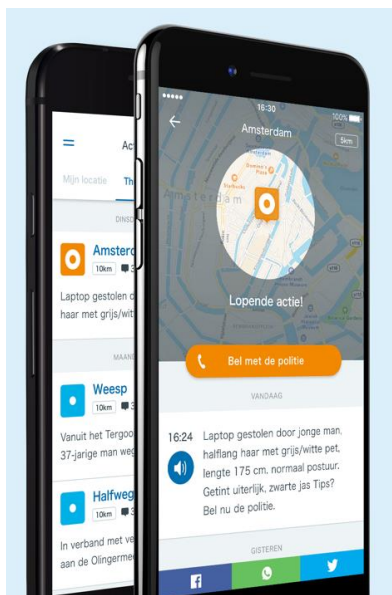 Mijn locatie
Amsterd
10km
Laptop gestolen d
haar met grijs/wit
Weesp
10km
Vanuit het Tergoo
37-jarige man weg
Halfweg
10km
In verband met ve
aan de Olingerme
16:30
100%
Amsterdam
5km
Amsterdam
Lopende actie!
Bel met de politie
VANDAAG
16:24
Laptop gestolen door jonge man,
halflang haar met grijs/witte pet,
lengte 175 cm, normaal postuur.
Getint uiterlijk, zwarte jas Tips?
Bel nu de politie.
GISTEREN